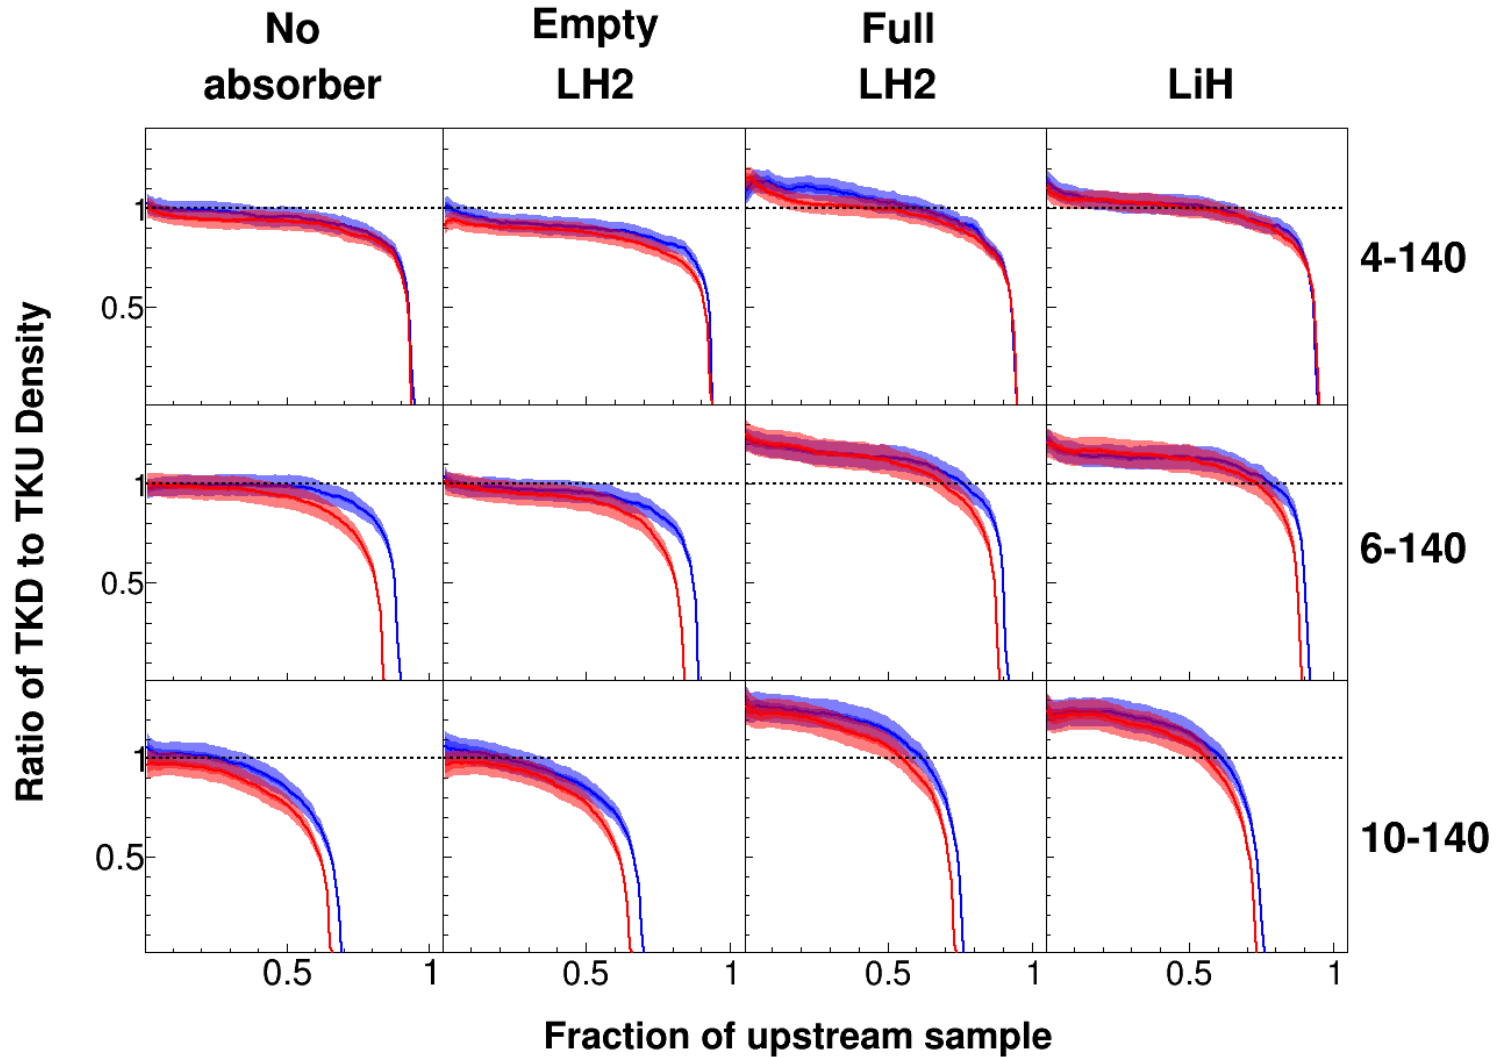 No
absorber
Empty
LH2
Full
LH2
LiH
Ratio of TKD to TKU Density
1
0.5
4-140
1
0.5
6-140
1
0.5
10-140
0.5
1
0.5
1
0.5
1
0.5
1
Fraction of upstream sample